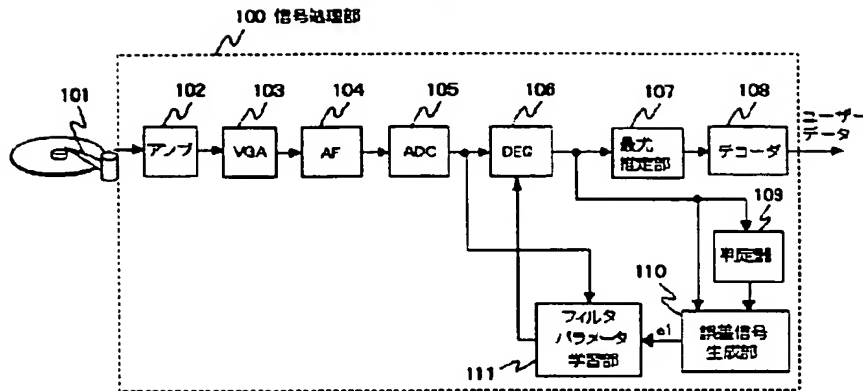 100 信号処理部
101
102
103
104
105
106
107
108
アンプ
VGA
AF
ADC
DEQ
最尤
推定部
デコーダ
ユーザー
データ
109
判定器
110
誤差信号
生成部
e1
フィルタ
パラメータ
学習部
111